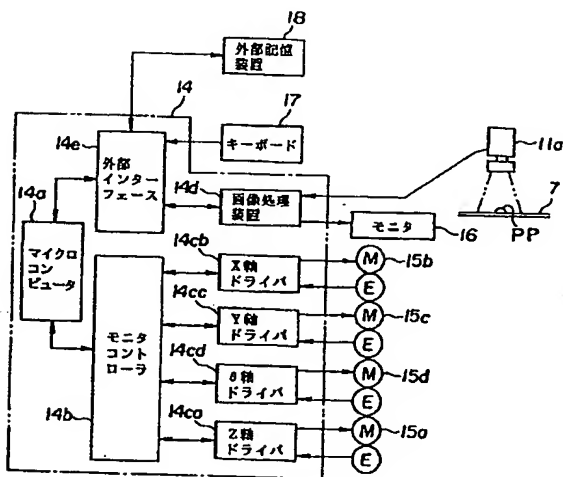 18
外部記位
装置
14
17
キーボード
14e
外部
インター
フェース
11a
14d
画像処理
装置
7
14a
モニタ
16
PP
マイクロ
コン
ピュータ
14cb
X軸
ドライバ
M
15b
E
14cc
Y軸
ドライバ
M
15c
E
モニタ
コント
ローラ
14cd
θ軸
ドライバ
M
15d
E
14b
14ca
Z軸
ドライバ
M
15a
E